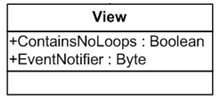 View
+ContainsNoLoops : Boolean
+EventNotifier : Byte